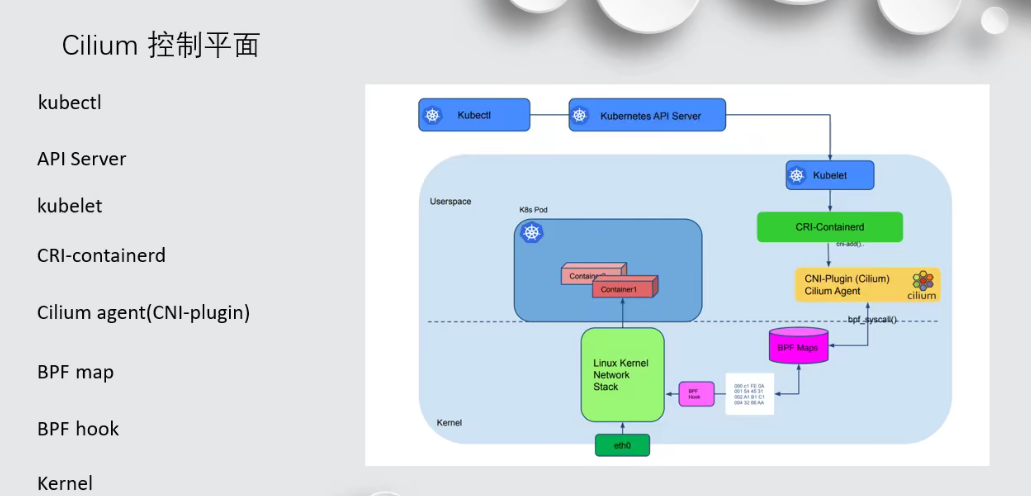 Cilium 控制平面
kubectl
API Server
kubelet
CRI-containerd
Cilium agent(CNI-plugin)
BPF map
BPF hook
Kernel
Kubectl
Kubernetes API Server
Kubelet
Userspace
K8s Pod
CRI-Containerd
cni-add()..
Container1
CNI-Plugin (Cilium)
Cilium Agent
cilium
bpf_syscall()
BPF Maps
Linux Kernel
Network
Stack
BPF
Hook
Kernel
eth0